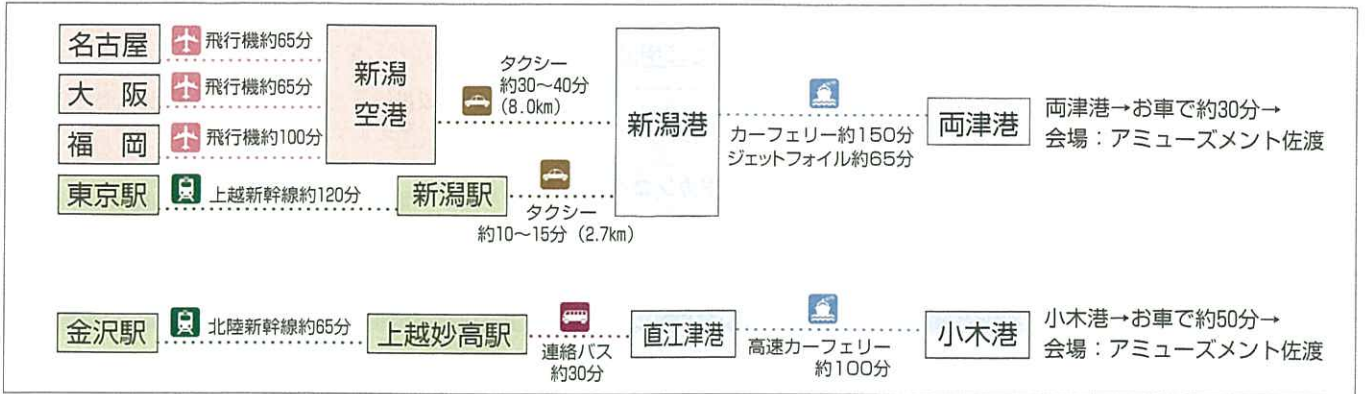 名古屋
飛行機約65分
大 阪
飛行機約65分
福 岡
飛行機約100分
新潟
空港
タクシー
約30～40分
(8.0km)
東京駅
上越新幹線約120分
新潟駅
タクシー
約10～15分 (2.7km)
新潟港
カーフェリー約150分
ジェットフォイル約65分
両津港
両津港→お車で約30分→
会場：アミューズメント佐渡
金沢駅
北陸新幹線約65分
上越妙高駅
連絡バス
約30分
直江津港
高速カーフェリー
約100分
小木港
小木港→お車で約50分→
会場：アミューズメント佐渡